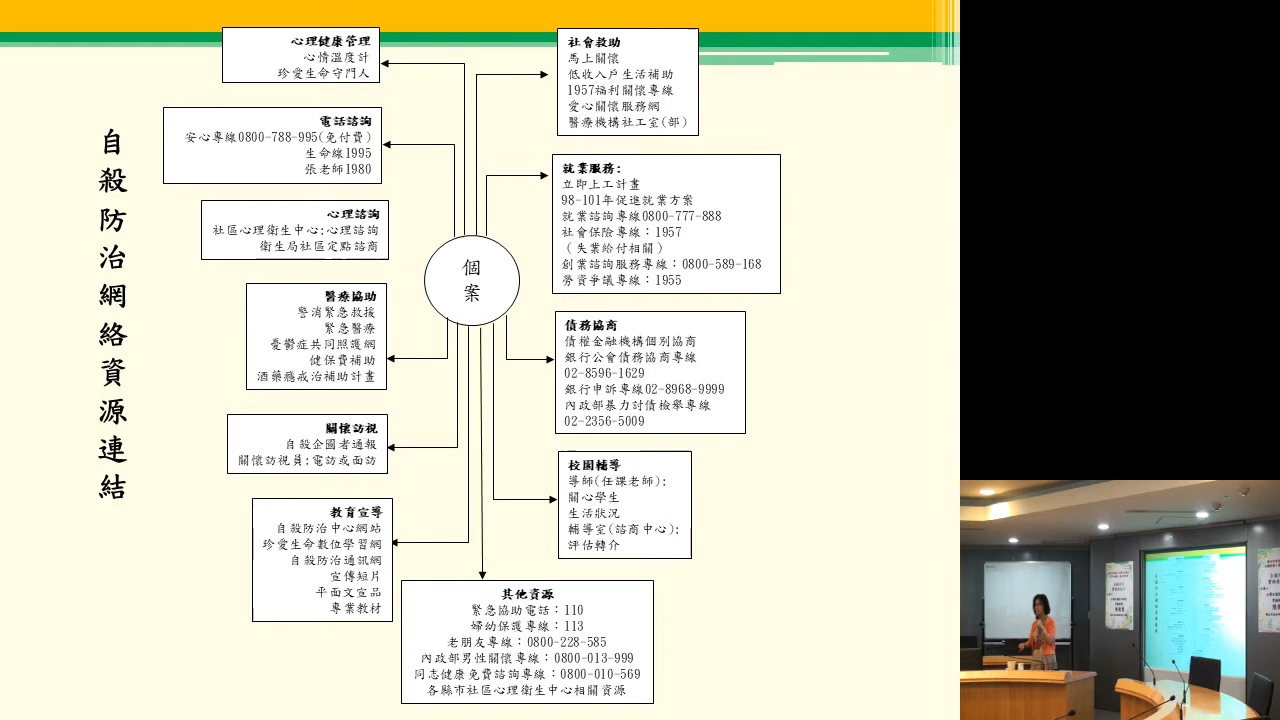 自殺防治網絡資源連結
心理健康管理
心情溫度計
珍愛生命守門人
電話諮詢
安心專線0800-788-995(免付費)
生命線1995
張老師1980
心理諮詢
社區心理衛生中心:心理諮詢
衛生局社區定點諮商
醫療協助
警消緊急救援
緊急醫療
憂鬱症共同照護網
健保費補助
酒藥癮戒治補助計畫
關懷訪視
自殺企圖者通報
關懷訪視員:電訪或面訪
教育宣導
自殺防治中心網站
珍愛生命數位學習網
自殺防治通訊網
宣傳短片
平面文宣品
專業教材
個
案
社會救助
馬上關懷
低收入戶生活補助
1957福利關懷專線
愛心關懷服務網
醫療機構社工室(部)
就業服務:
立即上工計畫
98-101年促進就業方案
就業諮詢專線0800-777-888
社會保險專線：1957
（失業給付相關）
創業諮詢服務專線：0800-589-168
勞資爭議專線：1955
債務協商
債權金融機構個別協商
銀行公會債務協商專線
02-8596-1629
銀行申訴專線02-8968-9999
內政部暴力討債檢舉專線
02-2356-5009
校園輔導
導師(任課老師):
關心學生
生活狀況
輔導室(諮商中心):
評估轉介
其他資源
緊急協助電話：110
婦幼保護專線：113
老朋友專線：0800-228-585
內政部男性關懷專線：0800-013-999
同志健康免費諮詢專線：0800-010-569
各縣市社區心理衛生中心相關資源